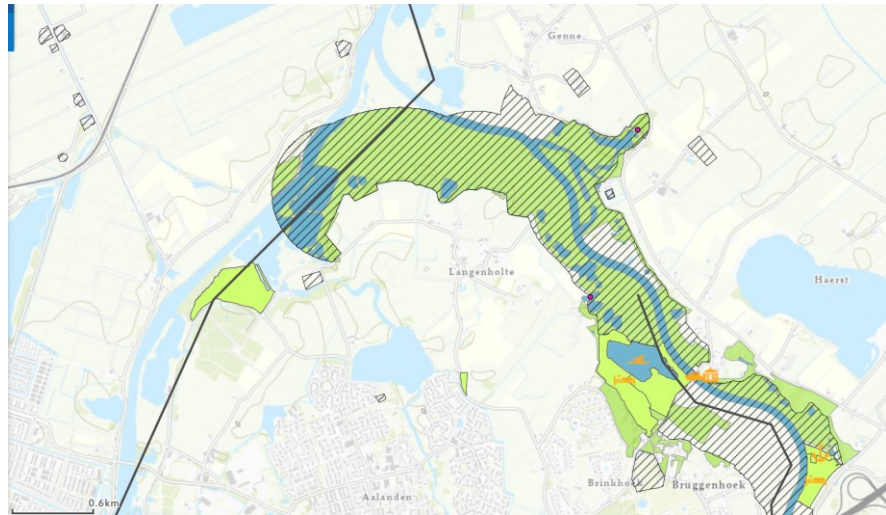 Genne
Langenholte
Haerst
Brinkhoek
Bruggenhoek
Aalanden
0.6km